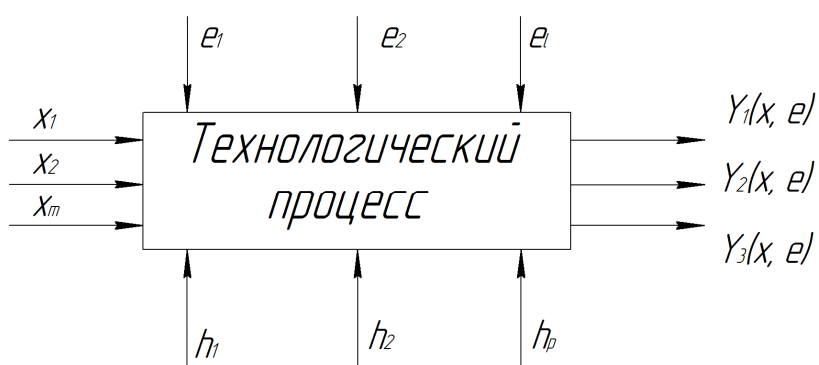 e₁ e₂ eₗ
x₁
x₂
xₘ
Технологический
процесс
Y₁(x, e)
Y₂(x, e)
Y₃(x, e)
h₁ h₂ hₚ